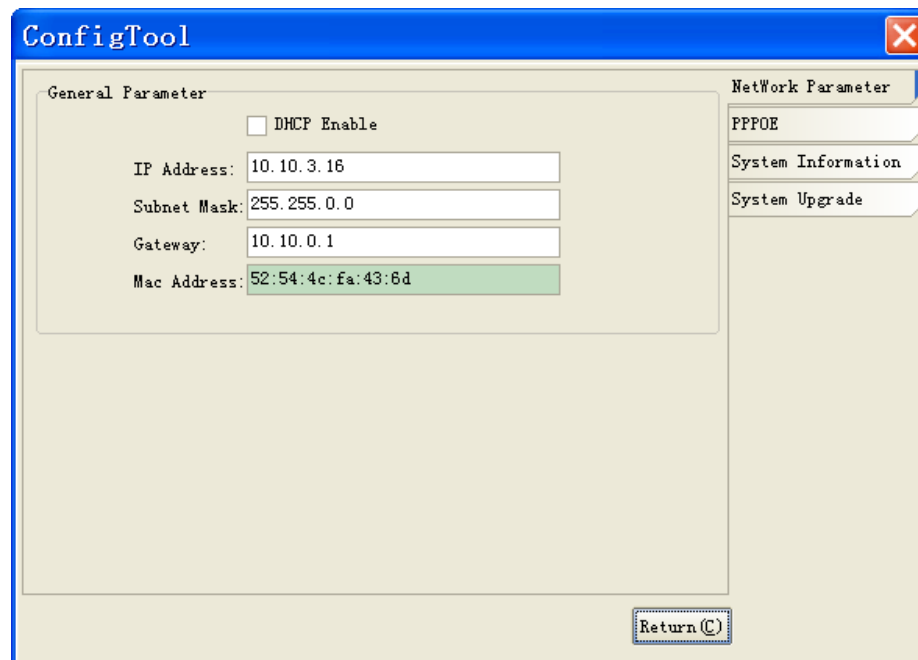 ConfigTool
General Parameter
DHCP Enable
IP Address: 10.10.3.16
Subnet Mask: 255.255.0.0
Gateway: 10.10.0.1
Mac Address: 52:54:4c:fa:43:6d
NetWork Parameter
PPPOE
System Information
System Upgrade
Return(C)